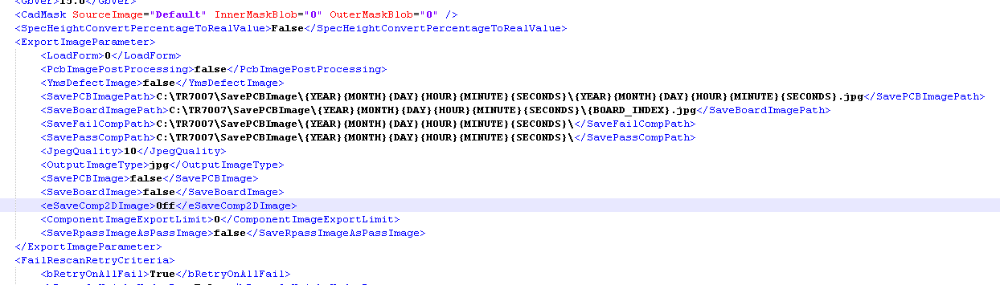 <CadMask SourceImage="Default" InnerMaskBlob="0" OuterMaskBlob="0" />
<SpecHeightConvertPercentageToRealValue>False</SpecHeightConvertPercentageToRealValue>
<ExportImageParameter>
<LoadForm>0</LoadForm>
<PcbImagePostProcessing>false</PcbImagePostProcessing>
<YmsDefectImage>false</YmsDefectImage>
<SavePCBImagePath>C:\TR7007\SavePCBImage\{YEAR}{MONTH}{DAY}{HOUR}{MINUTE}{SECONDS}\{YEAR}{MONTH}{DAY}{HOUR}{MINUTE}{SECONDS}.jpg</SavePCBImagePath>
<SaveBoardImagePath>C:\TR7007\SavePCBImage\{YEAR}{MONTH}{DAY}{HOUR}{MINUTE}{SECONDS}\{BOARD_INDEX}.jpg</SaveBoardImagePath>
<SaveFailCompPath>C:\TR7007\SavePCBImage\{YEAR}{MONTH}{DAY}{HOUR}{MINUTE}{SECONDS}\</SaveFailCompPath>
<SavePassCompPath>C:\TR7007\SavePCBImage\{YEAR}{MONTH}{DAY}{HOUR}{MINUTE}{SECONDS}\</SavePassCompPath>
<JpegQuality>10</JpegQuality>
<OutputImageType>jpg</OutputImageType>
<SavePCBImage>false</SavePCBImage>
<SaveBoardImage>false</SaveBoardImage>
<eSaveComp2DImage>Off</eSaveComp2DImage>
<ComponentImageExportLimit>0</ComponentImageExportLimit>
<SaveRpassImageAsPassImage>false</SaveRpassImageAsPassImage>
</ExportImageParameter>
<FailRescanRetryCriteria>
<bRetryOnAllFail>True</bRetryOnAllFail>